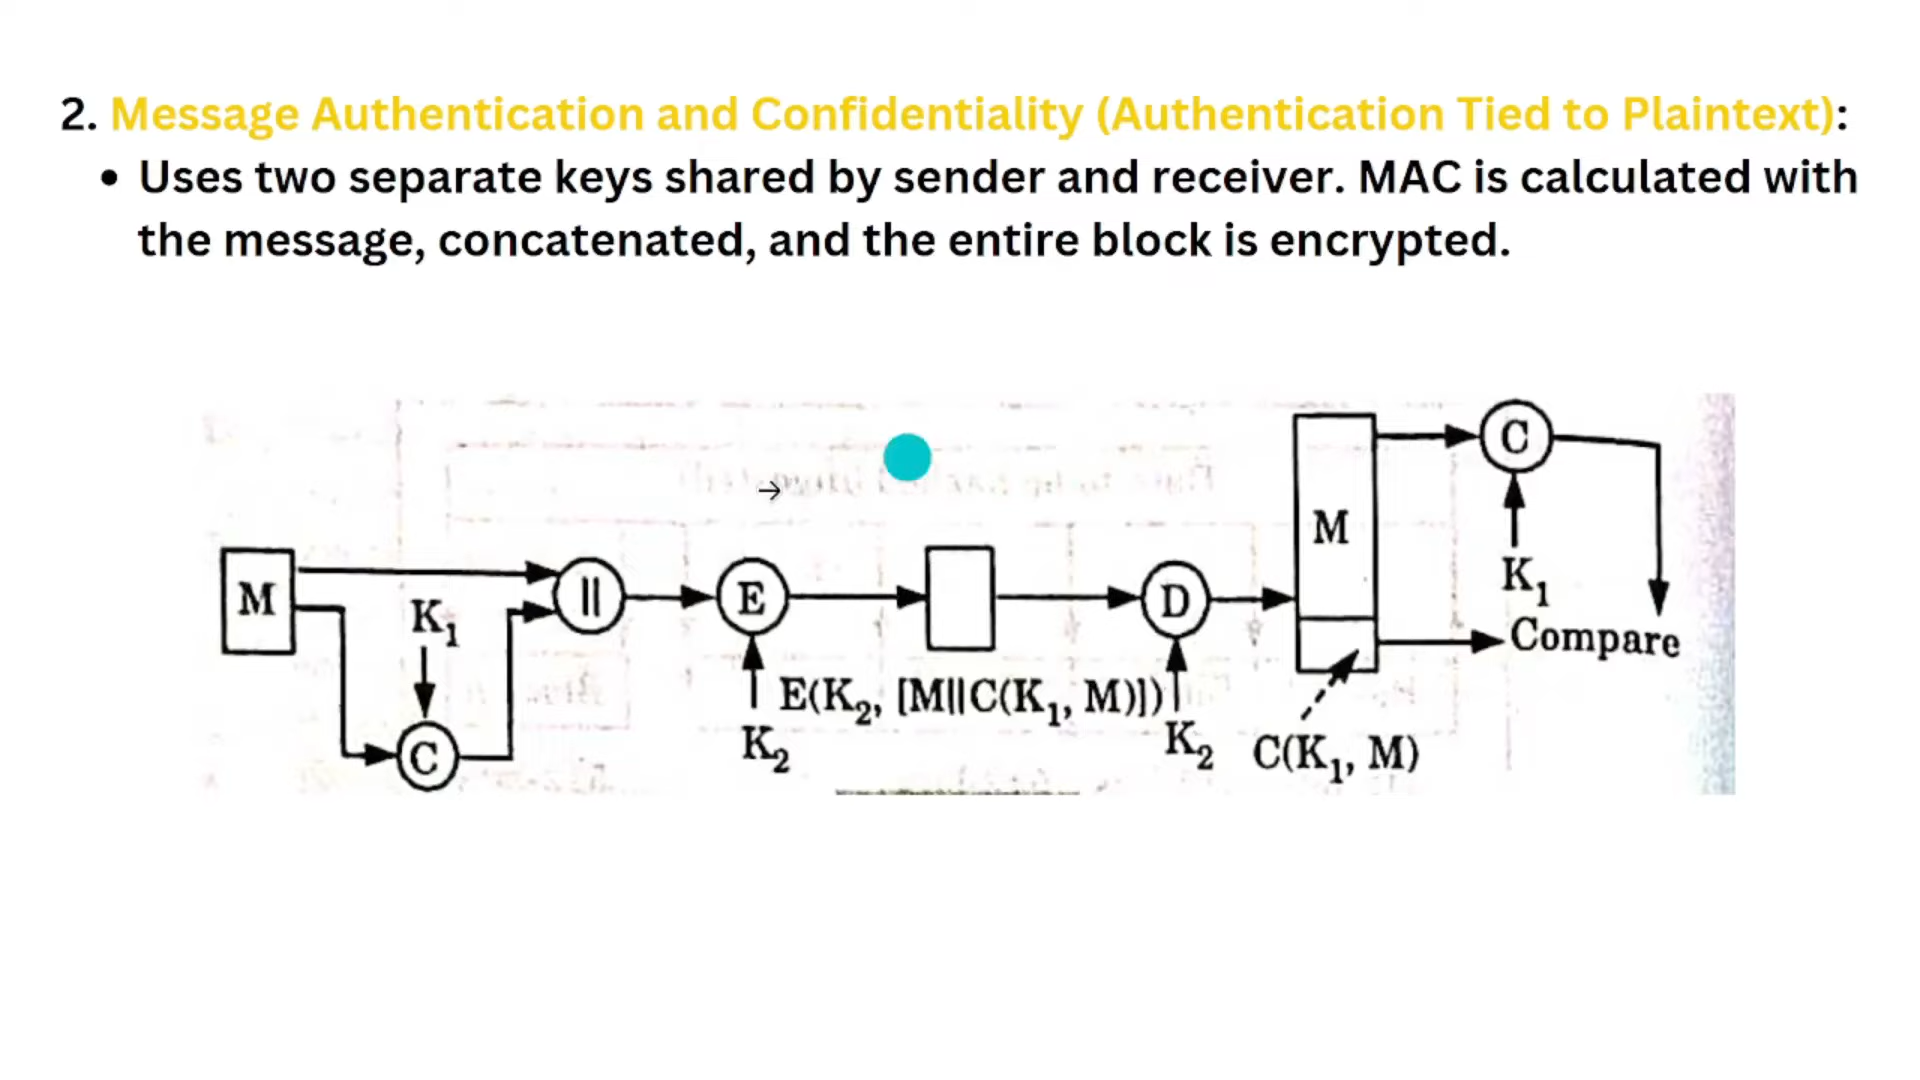 2. Message Authentication and Confidentiality (Authentication Tied to Plaintext):
• Uses two separate keys shared by sender and receiver. MAC is calculated with
the message, concatenated, and the entire block is encrypted.
M
K₁
C
||
E
K₂
E(K₂, [M||C(K₁, M)])
D
K₂
M
C(K₁, M)
C
K₁
Compare